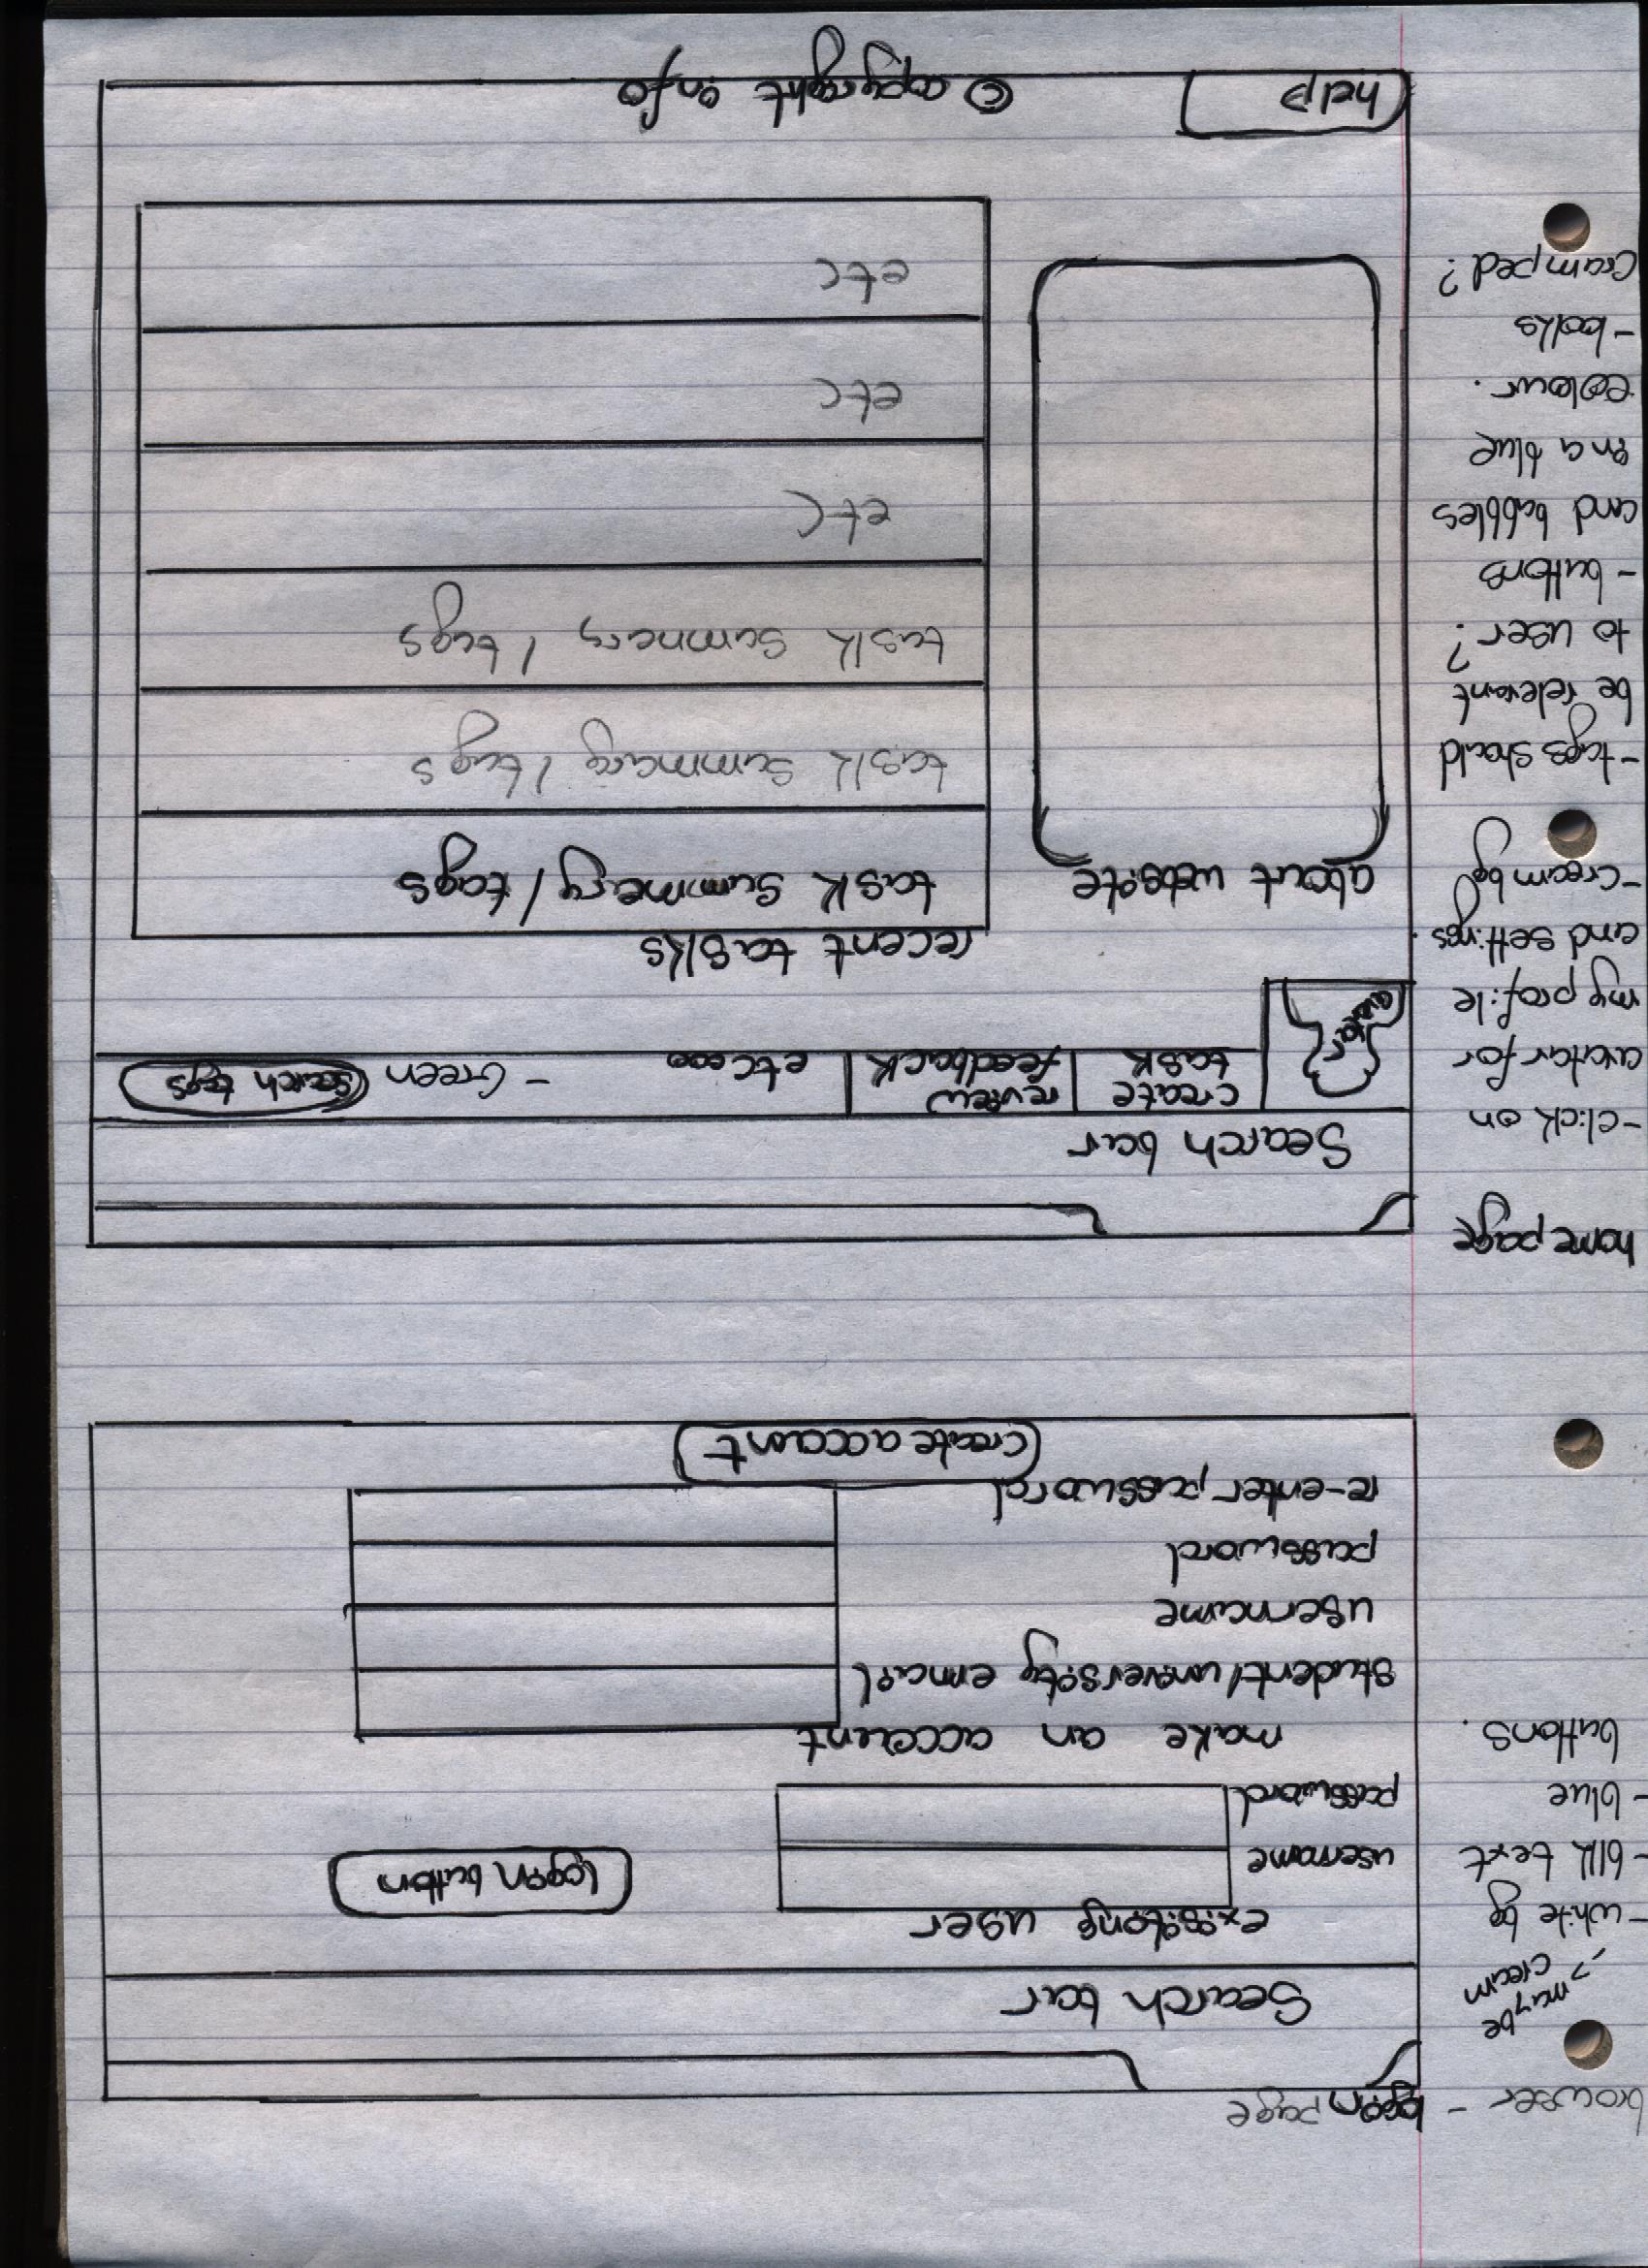 browser - login page
maybe
-> cream
- white bg
- blk text
- blue
buttons.
Search bar
existing user
username
password
login button
make an account
student/university email
username
password
re-enter password
create account
home page
- click on
avatar for
my profile
and settings.
- cream bg
- tags should
be relevant
to user?
- buttons
and bubbles
in a blue
colour.
- looks
cramped?
Search bar
avatar
create
task
review
feedback
etc
- Green
search tags
recent tasks
about website
task summary / tags
task summary / tags
task summery / tags
etc
etc
etc
help
© copyright info